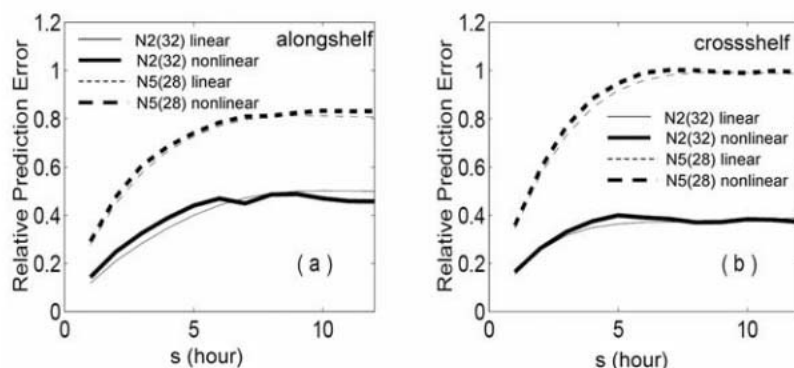 1.2
1
0.8
0.6
0.4
0.2
0
Relative Prediction Error
N2(32) linear
N2(32) nonlinear
N5(28) linear
N5(28) nonlinear
alongshelf
( a )
0
5
10
s (hour)
1.2
1
0.8
0.6
0.4
0.2
0
Relative Prediction Error
crossshelf
N2(32) linear
N2(32) nonlinear
N5(28) linear
N5(28) nonlinear
( b )
0
5
10
s (hour)